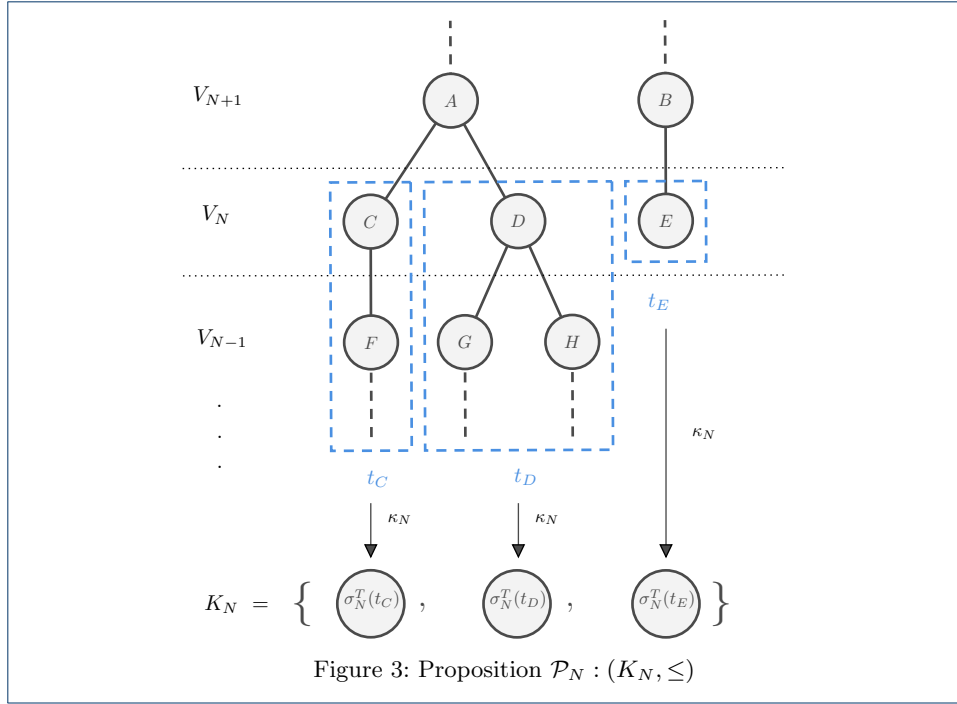 V_{N+1} A B
V_N C D E
t_E
V_{N-1} F G H
.
.
.
κ_N
t_C t_D
κ_N κ_N
K_N = { σ_N^T(t_C) , σ_N^T(t_D) , σ_N^T(t_E) }
Figure 3: Proposition 𝒫_N : (K_N, ≤)